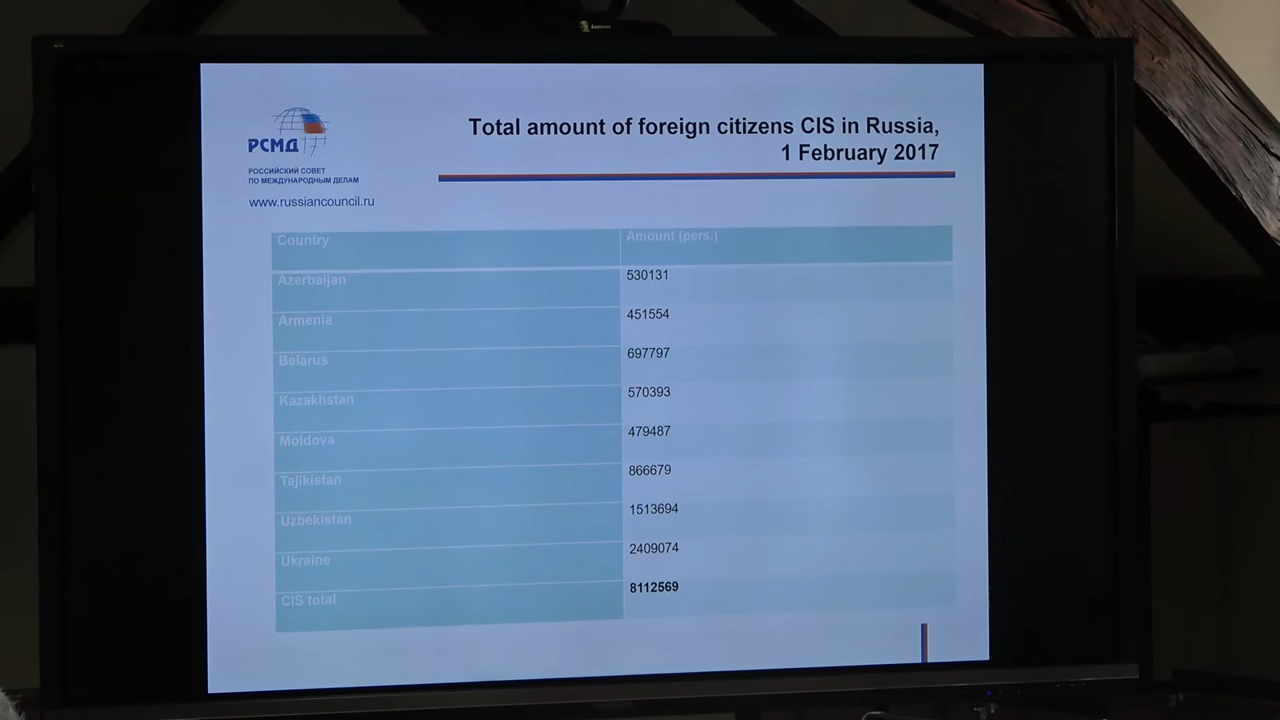 Lenovo
РСМД
РОССИЙСКИЙ СОВЕТ
ПО МЕЖДУНАРОДНЫМ ДЕЛАМ
www.russiancouncil.ru
Total amount of foreign citizens CIS in Russia,
1 February 2017
Country Amount (pers.)
Azerbaijan 530131
Armenia 451554
Belarus 697797
Kazakhstan 570393
Moldova 479487
Tajikistan 866679
Uzbekistan 1513694
Ukraine 2409074
CIS total 8112569